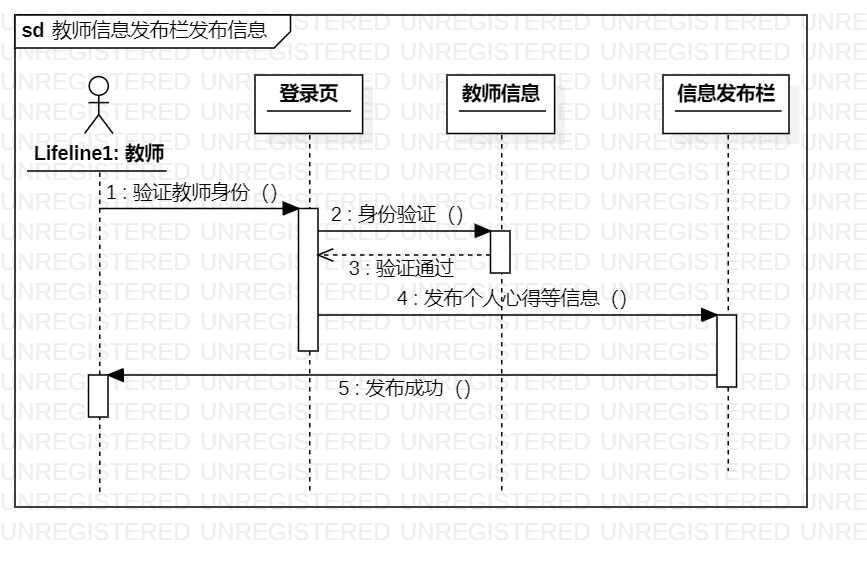 sd 教师信息发布栏发布信息
登录页
教师信息
信息发布栏
Lifeline1: 教师
1 : 验证教师身份（）
2 : 身份验证（）
3 : 验证通过
4 : 发布个人心得等信息（）
5 : 发布成功（）
UNREGISTERED